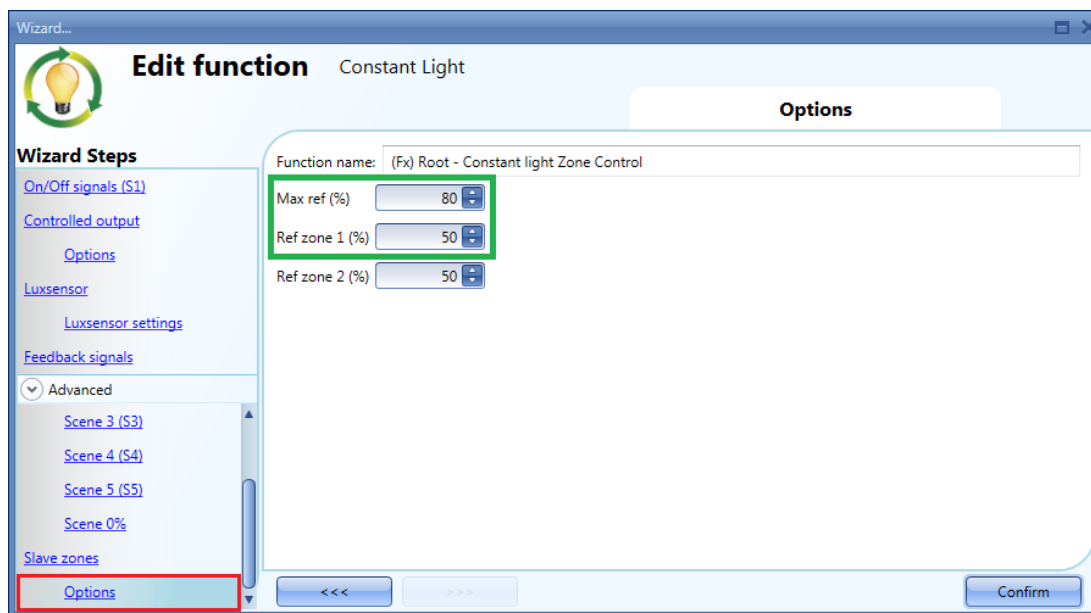 Wizard...
Edit function Constant Light
Options
Wizard Steps
On/Off signals (S1)
Controlled output
Options
Luxsensor
Luxsensor settings
Feedback signals
Advanced
Scene 3 (S3)
Scene 4 (S4)
Scene 5 (S5)
Scene 0%
Slave zones
Options
Function name: (Fx) Root - Constant light Zone Control
Max ref (%) 80
Ref zone 1 (%) 50
Ref zone 2 (%) 50
<<< >>> Confirm